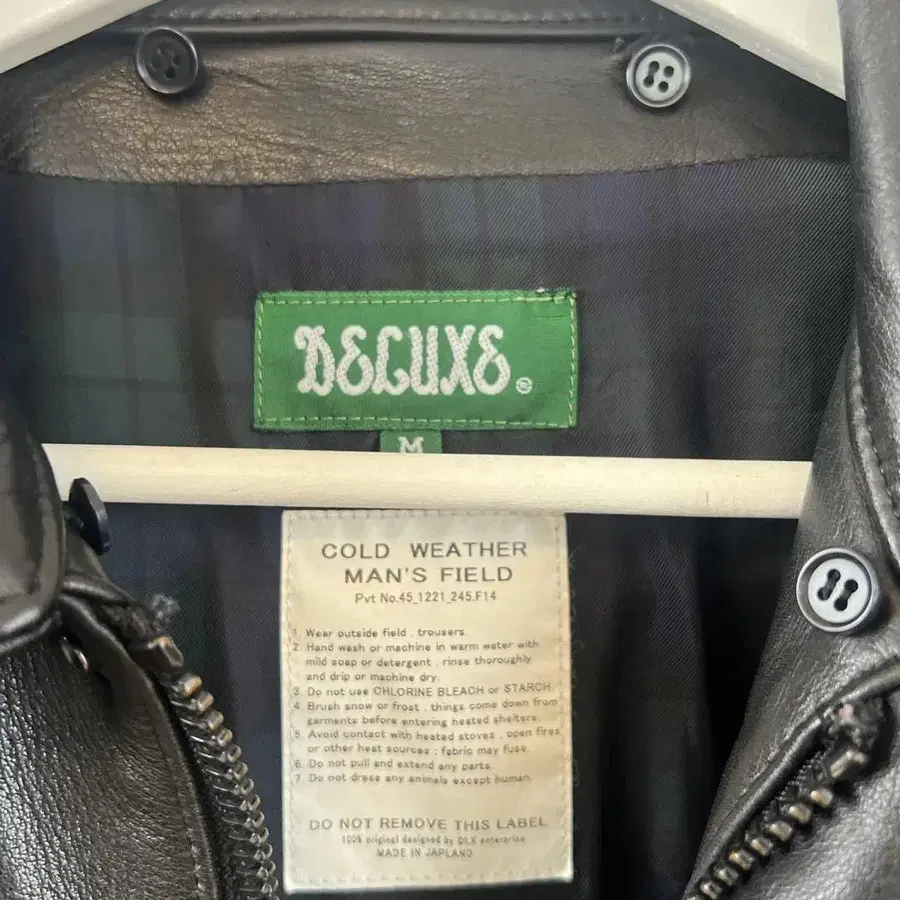 DELUXE®
M
COLD WEATHER
MAN'S FIELD
Pvt No.45_1221_245.F14
1. Wear outside field . trousers.
2. Hand wash or machine in warm water with
mild soap or detergent . rinse thoroughly
and drip or machine dry.
3. Do not use CHLORINE BLEACH or STARCH.
4. Brush snow or frost . things come down from
garments before entering heated shelters.
5. Avoid contact with heated stoves . open fires
or other heat sources ; fabric may fuse.
6. Do not pull and extend any parts.
7. Do not dress any animals except human.
DO NOT REMOVE THIS LABEL
100% original designed by DLX enterprise
MADE IN JAPLAND